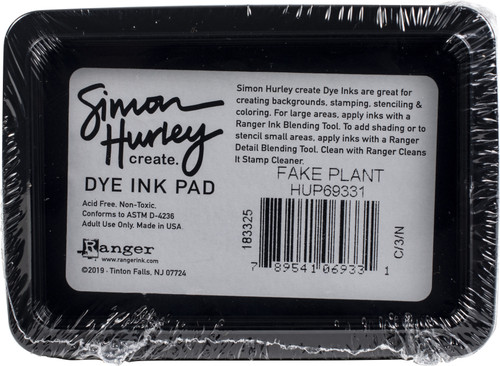 Simon
Hurley
create.
DYE INK PAD
Acid Free. Non-Toxic.
Conforms to ASTM D-4236
Adult Use Only. Made in USA.
Ranger
www.rangerink.com
©2019 · Tinton Falls, NJ 07724
Simon Hurley create Dye Inks are great for
creating backgrounds, stamping, stenciling &
coloring. For large areas, apply inks with a
Ranger Ink Blending Tool. To add shading or to
stencil small areas, apply inks with a Ranger
Detail Blending Tool. Clean with Ranger Cleans
It Stamp Cleaner.
FAKE PLANT
HUP69331
183325
7 89541 06933 1
C/3/N